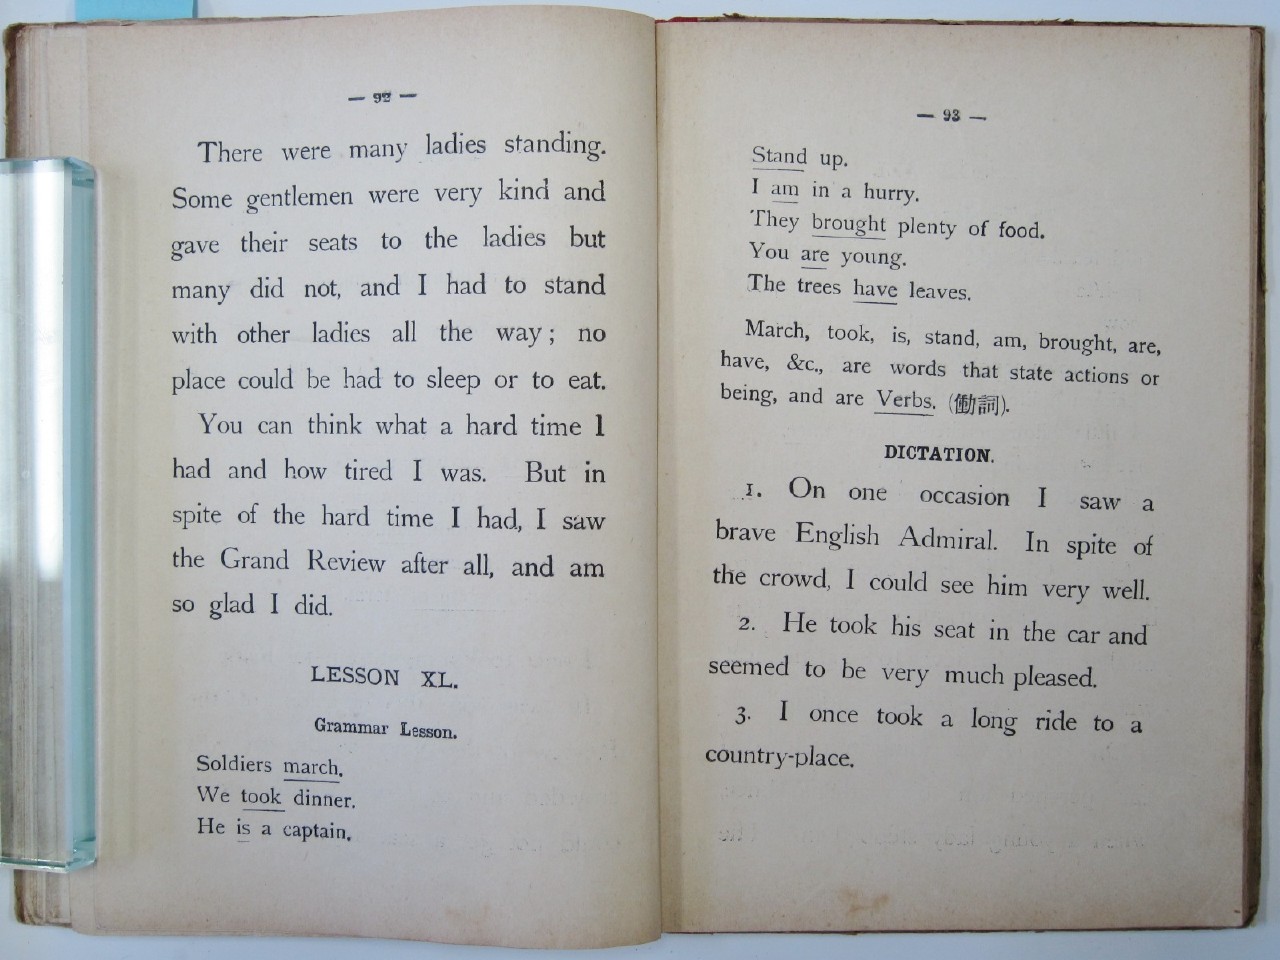 — 92 —
There were many ladies standing.
Some gentlemen were very kind and
gave their seats to the ladies but
many did not, and I had to stand
with other ladies all the way; no
place could be had to sleep or to eat.
You can think what a hard time I
had and how tired I was. But in
spite of the hard time I had, I saw
the Grand Review after all, and am
so glad I did.
LESSON XL.
Grammar Lesson.
Soldiers march.
We took dinner.
He is a captain.
— 93 —
Stand up.
I am in a hurry.
They brought plenty of food.
You are young.
The trees have leaves.
March, took, is, stand, am, brought, are,
have, &c., are words that state actions or
being, and are Verbs. (働詞).
DICTATION.
1. On one occasion I saw a
brave English Admiral. In spite of
the crowd, I could see him very well.
2. He took his seat in the car and
seemed to be very much pleased.
3. I once took a long ride to a
country-place.